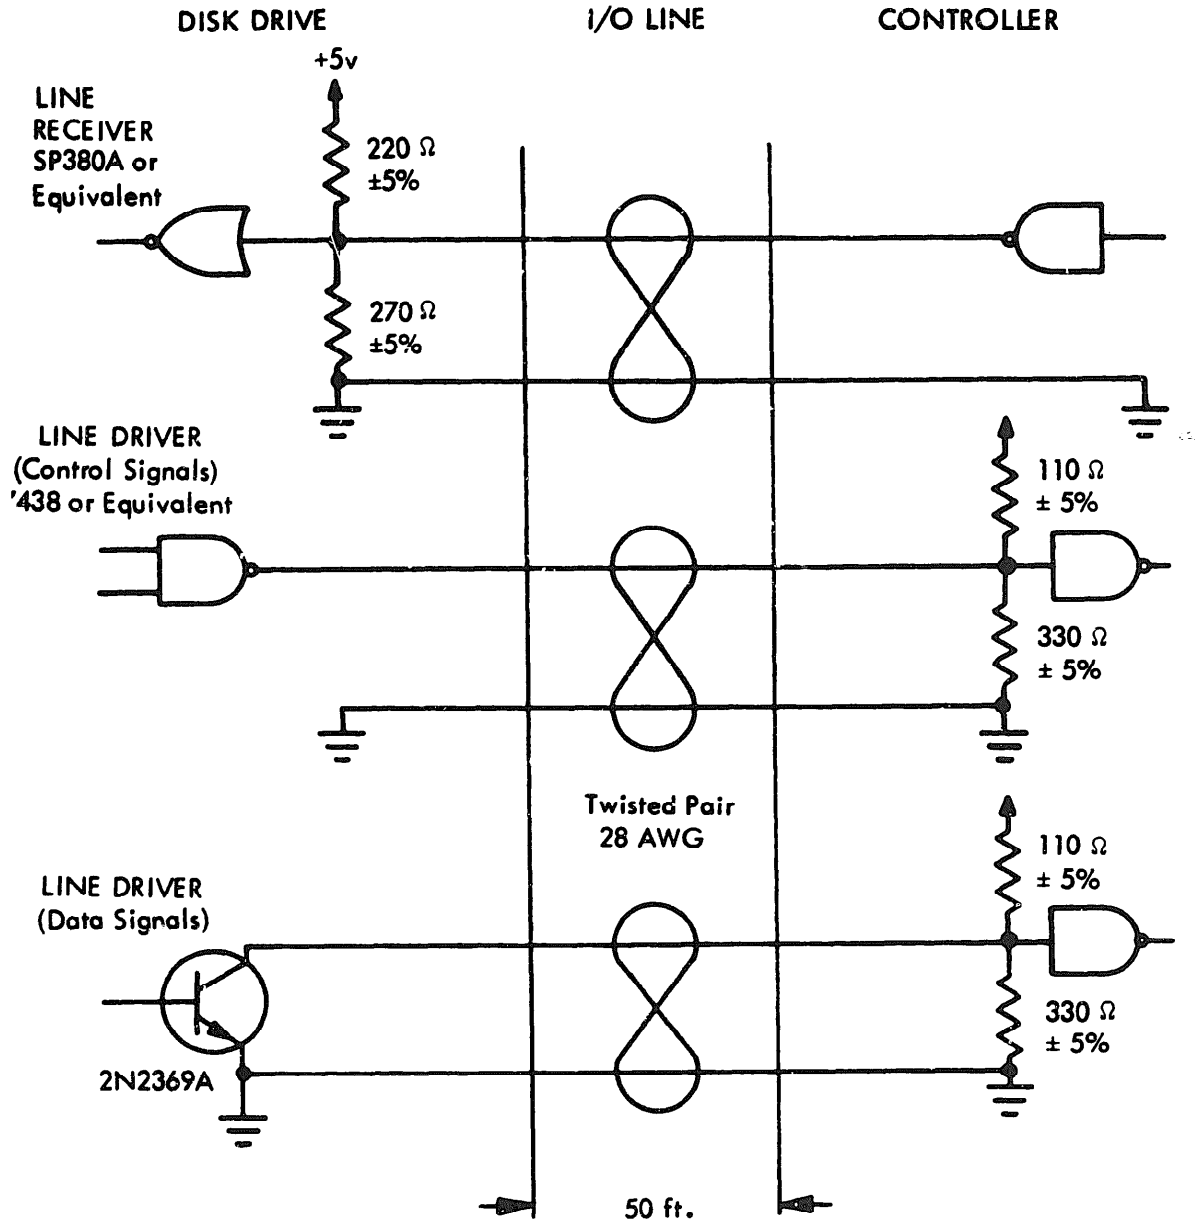 DISK DRIVE
I/O LINE
CONTROLLER
+5v
LINE
RECEIVER
SP380A or
Equivalent
220 Ω
±5%
270 Ω
±5%
LINE DRIVER
(Control Signals)
'438 or Equivalent
110 Ω
± 5%
330 Ω
± 5%
Twisted Pair
28 AWG
LINE DRIVER
(Data Signals)
2N2369A
110 Ω
± 5%
330 Ω
± 5%
50 ft.